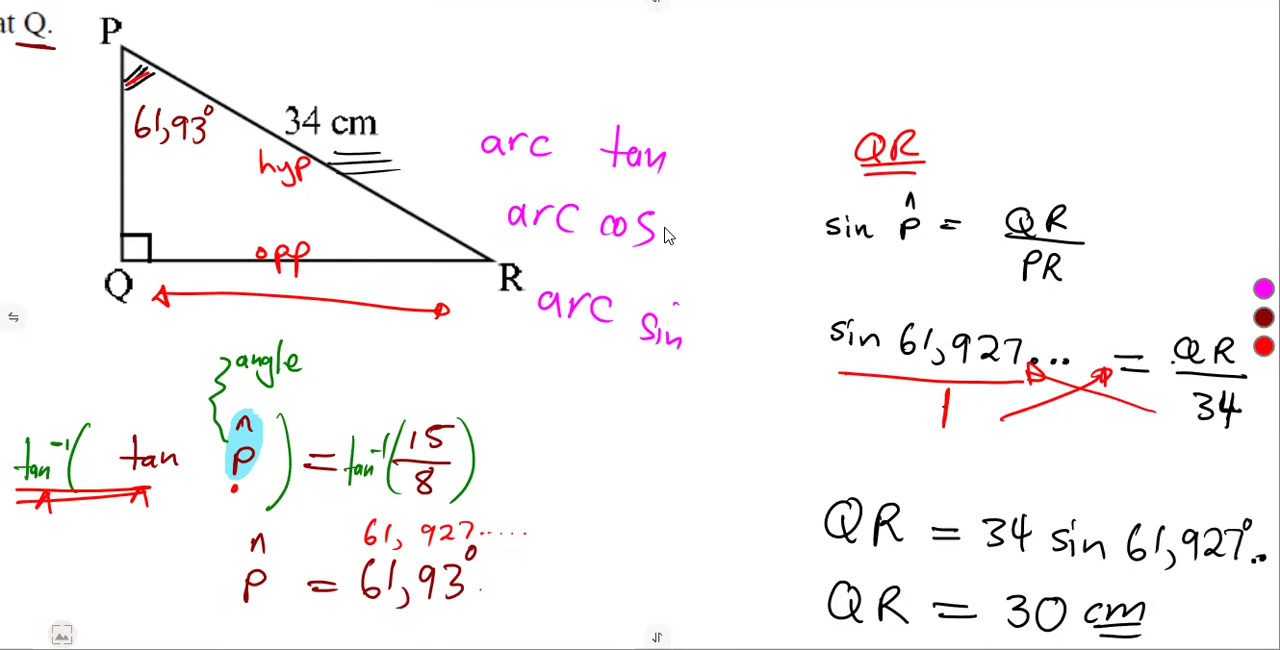 at Q.
P
61,93°
34 cm
hyp
opp
Q
R
arc tan
arc cos
arc sin
angle
tan⁻¹( tan p̂ ) = tan⁻¹(15/8)
61,927.....
p̂ = 61,93°
QR
sin p̂ = QR/PR
sin 61,927... = QR/34
1
QR = 34 sin 61,927°..
QR = 30 cm